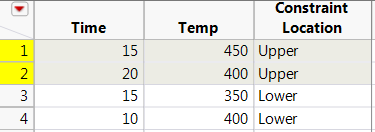 Time Temp Constraint Location
1 15 450 Upper
2 20 400 Upper
3 15 350 Lower
4 10 400 Lower